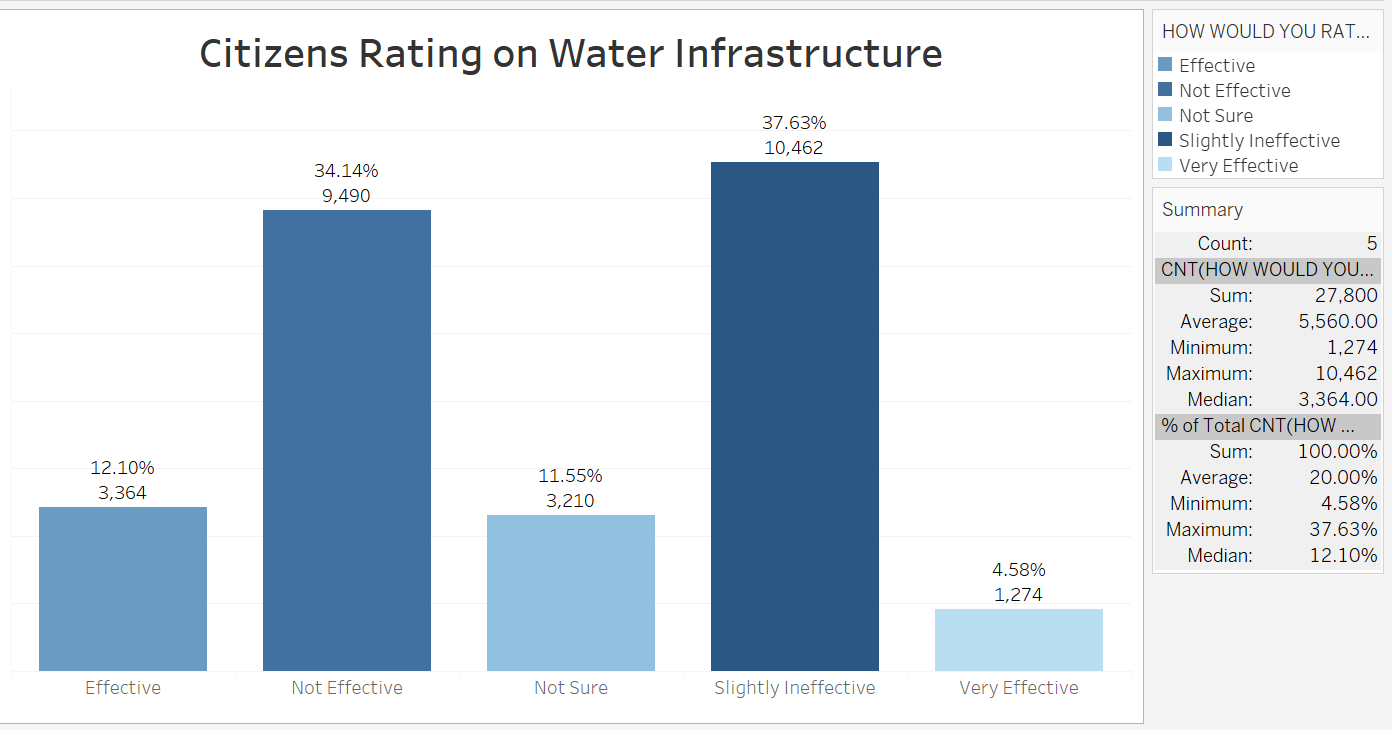 Citizens Rating on Water Infrastructure
12.10%
3,364
34.14%
9,490
11.55%
3,210
37.63%
10,462
4.58%
1,274
Effective
Not Effective
Not Sure
Slightly Ineffective
Very Effective
HOW WOULD YOU RAT...
Effective
Not Effective
Not Sure
Slightly Ineffective
Very Effective
Summary
Count: 5
CNT(HOW WOULD YOU...
Sum: 27,800
Average: 5,560.00
Minimum: 1,274
Maximum: 10,462
Median: 3,364.00
% of Total CNT(HOW ...
Sum: 100.00%
Average: 20.00%
Minimum: 4.58%
Maximum: 37.63%
Median: 12.10%